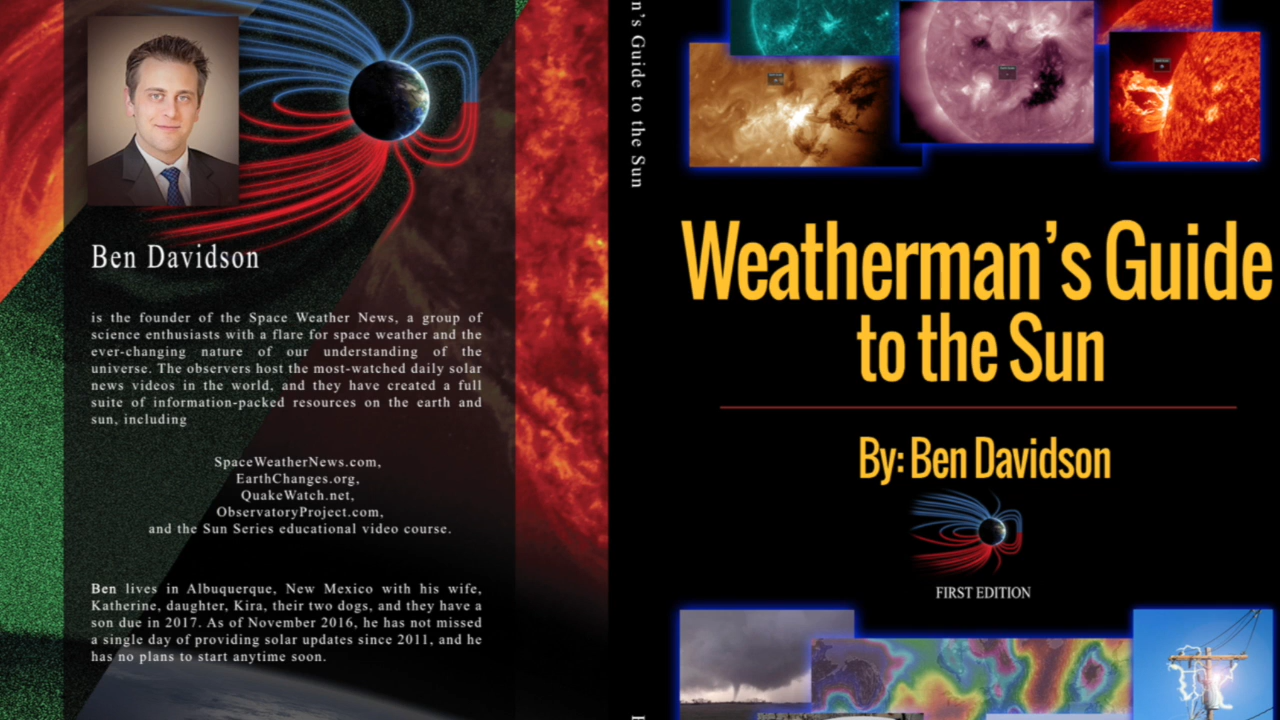 Ben Davidson
is the founder of the Space Weather News, a group of
science enthusiasts with a flare for space weather and the
ever-changing nature of our understanding of the
universe. The observers host the most-watched daily solar
news videos in the world, and they have created a full
suite of information-packed resources on the earth and
sun, including
SpaceWeatherNews.com,
EarthChanges.org,
QuakeWatch.net,
ObservatoryProject.com,
and the Sun Series educational video course.
Ben lives in Albuquerque, New Mexico with his wife,
Katherine, daughter, Kira, their two dogs, and they have a
son due in 2017. As of November 2016, he has not missed
a single day of providing solar updates since 2011, and he
has no plans to start anytime soon.
n's Guide to the Sun
Weatherman's Guide
to the Sun
By: Ben Davidson
FIRST EDITION